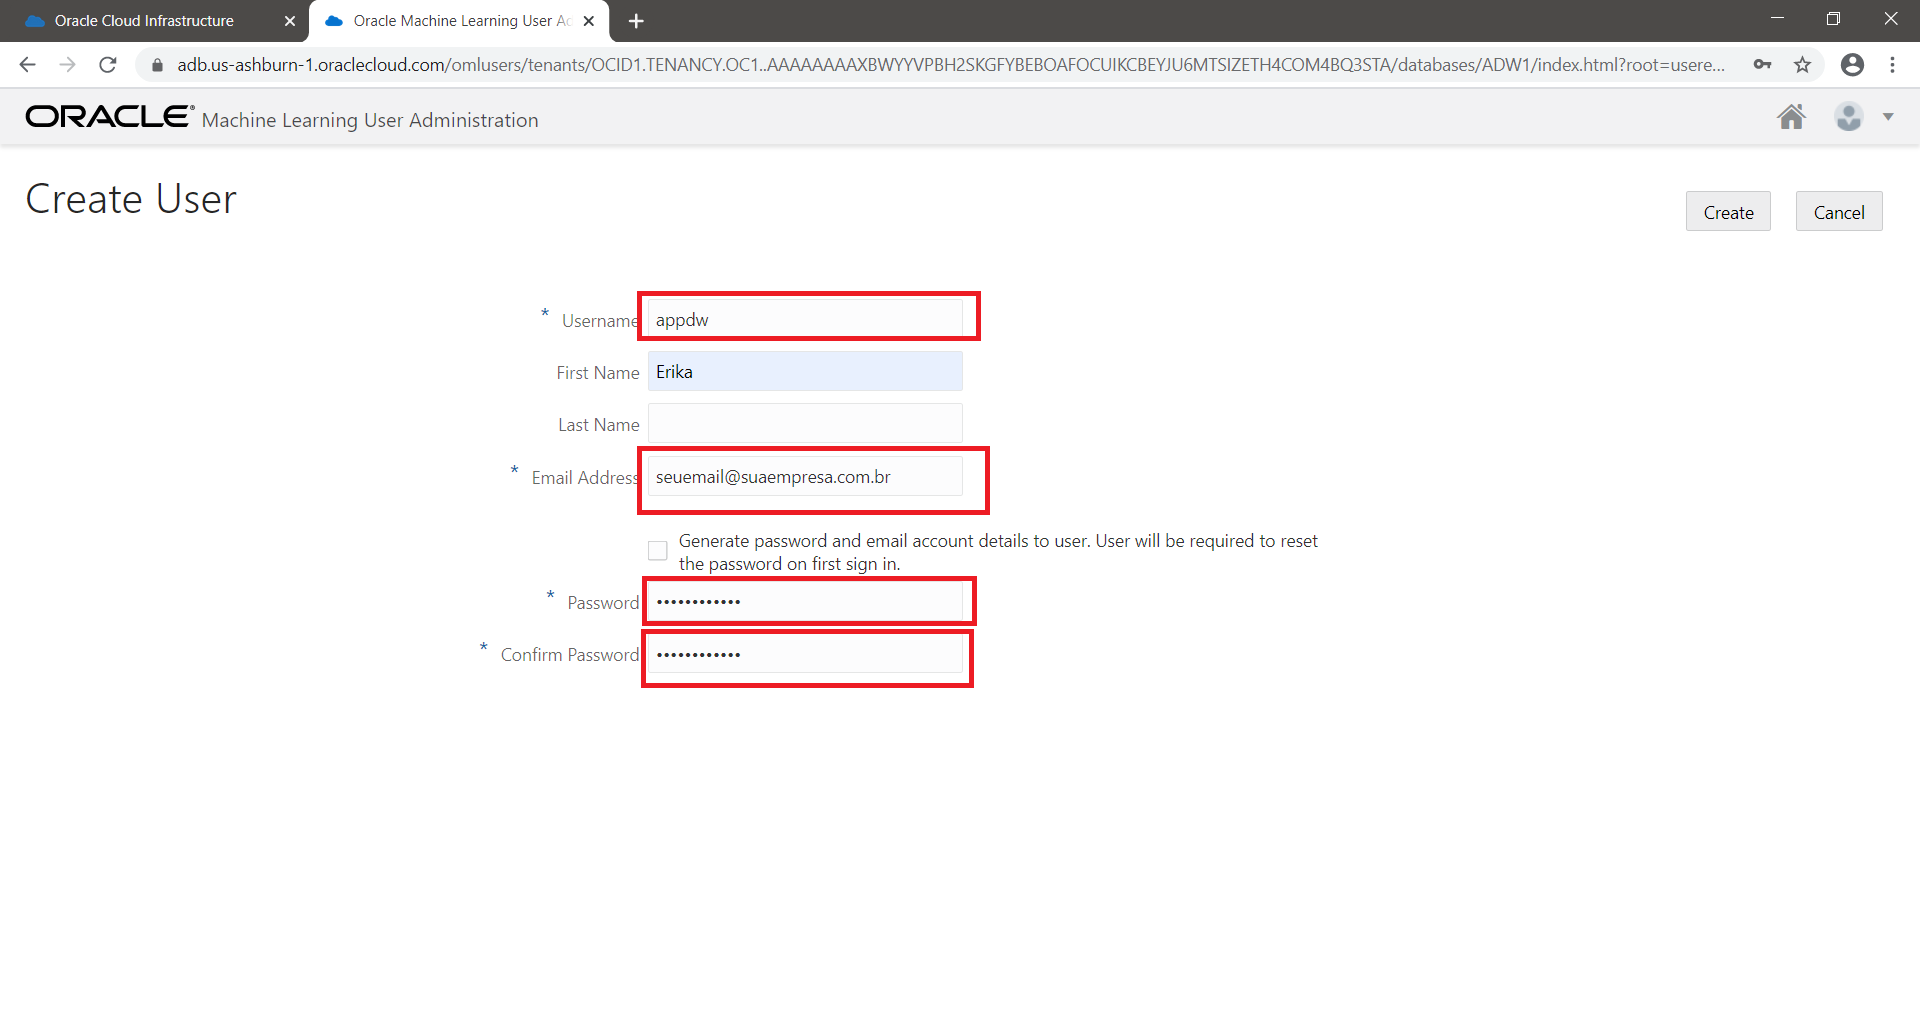 Oracle Cloud Infrastructure
Oracle Machine Learning User Ac
adb.us-ashburn-1.oraclecloud.com/omlusers/tenants/OCID1.TENANCY.OC1..AAAAAAAAXBWYYVPBH2SKGFYBEBOAFOCUIKCBEYJU6MTSIZETH4COM4BQ3STA/databases/ADW1/index.html?root=usere...
ORACLE® Machine Learning User Administration
Create User
Create
Cancel
* Username appdw
First Name Erika
Last Name
* Email Address seuemail@suaempresa.com.br
Generate password and email account details to user. User will be required to reset
the password on first sign in.
* Password ••••••••••••
* Confirm Password ••••••••••••